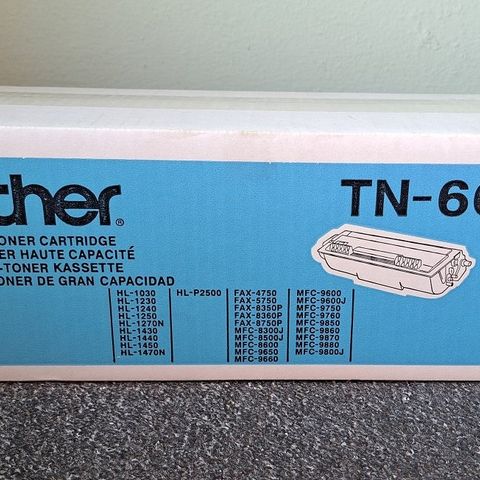 ther®
TN-66
ONER CARTRIDGE
ER HAUTE CAPACITÉ
-TONER KASSETTE
ONER DE GRAN CAPACIDAD
HL-1030 HL-P2500 FAX-4750 MFC-9600
HL-1230 FAX-5750 MFC-9600J
HL-1240 FAX-8350P MFC-9750
HL-1250 FAX-8360P MFC-9760
HL-1270N FAX-8750P MFC-9850
HL-1430 MFC-8300J MFC-9860
HL-1440 MFC-8500J MFC-9870
HL-1450 MFC-8600 MFC-9880
HL-1470N MFC-9650 MFC-9800J
MFC-9660